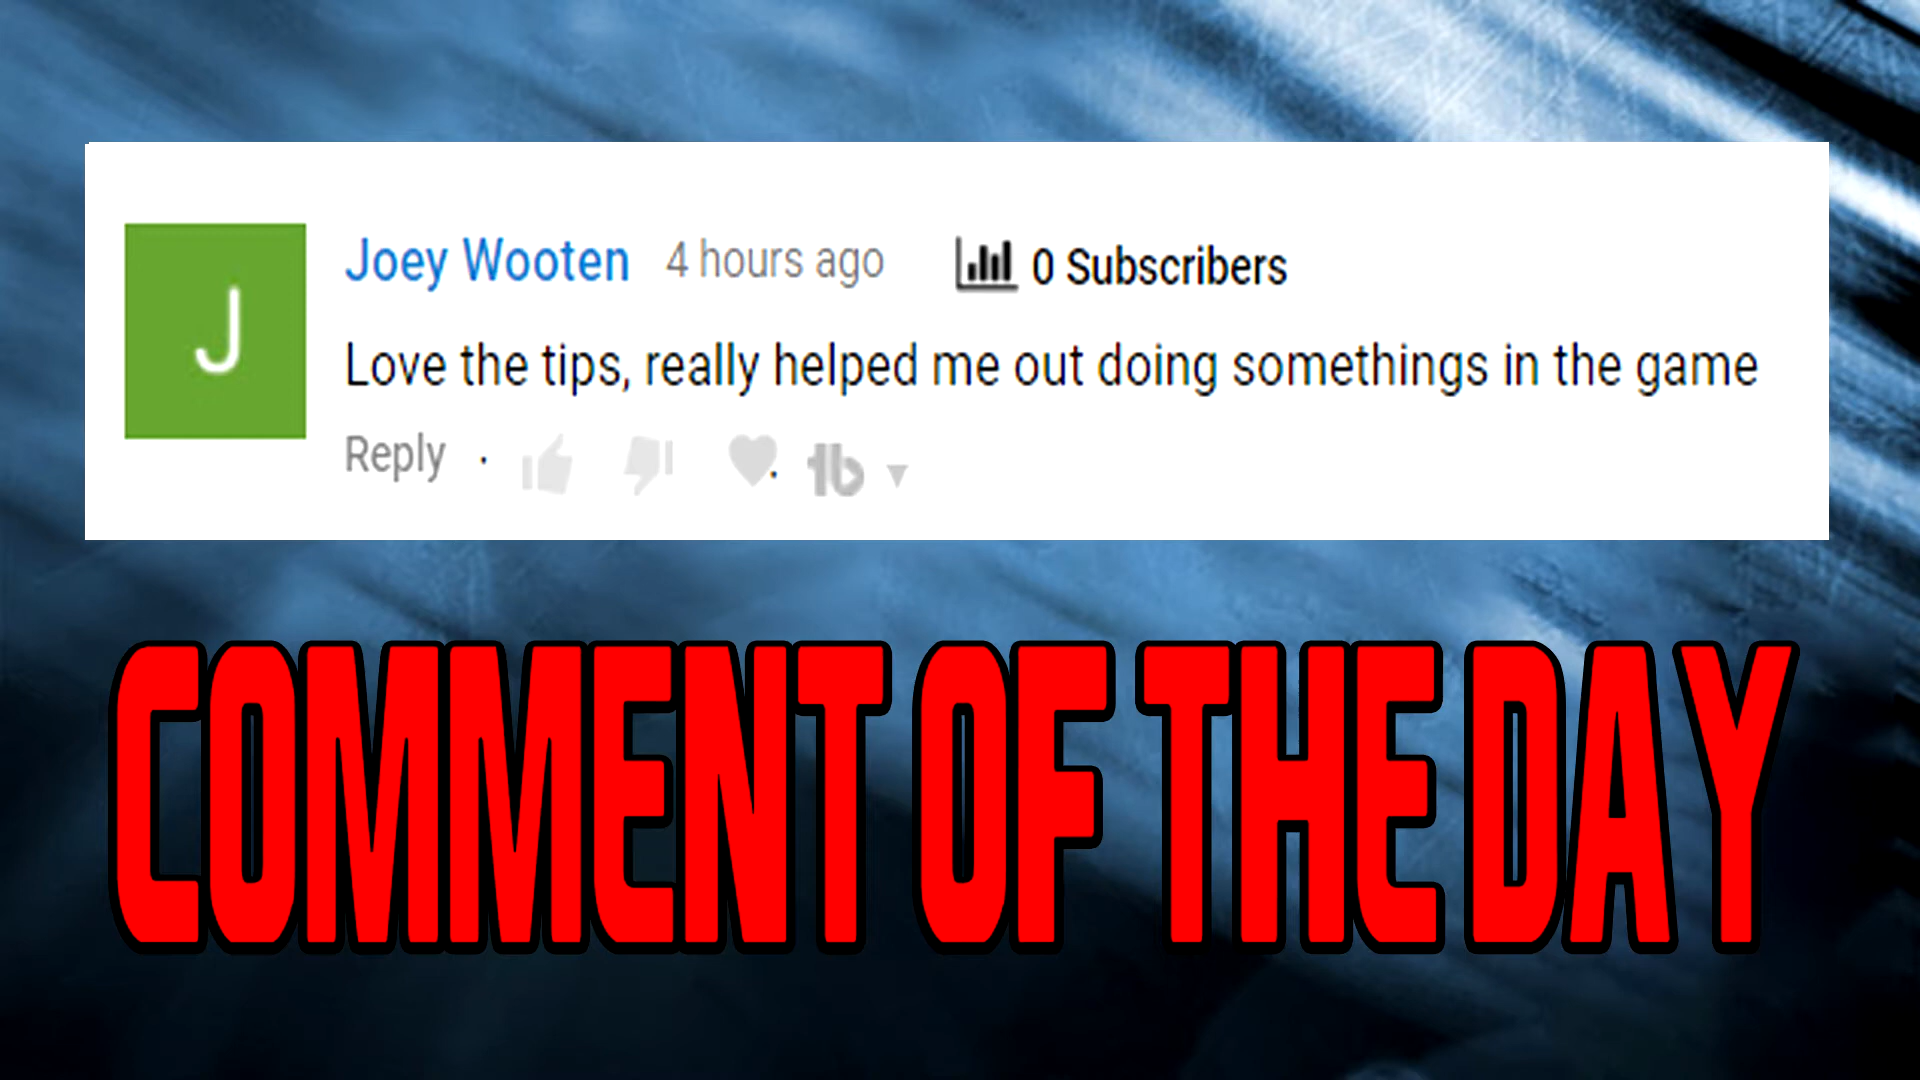 J
Joey Wooten 4 hours ago 0 Subscribers
Love the tips, really helped me out doing somethings in the game
Reply · tb
COMMENT OF THE DAY